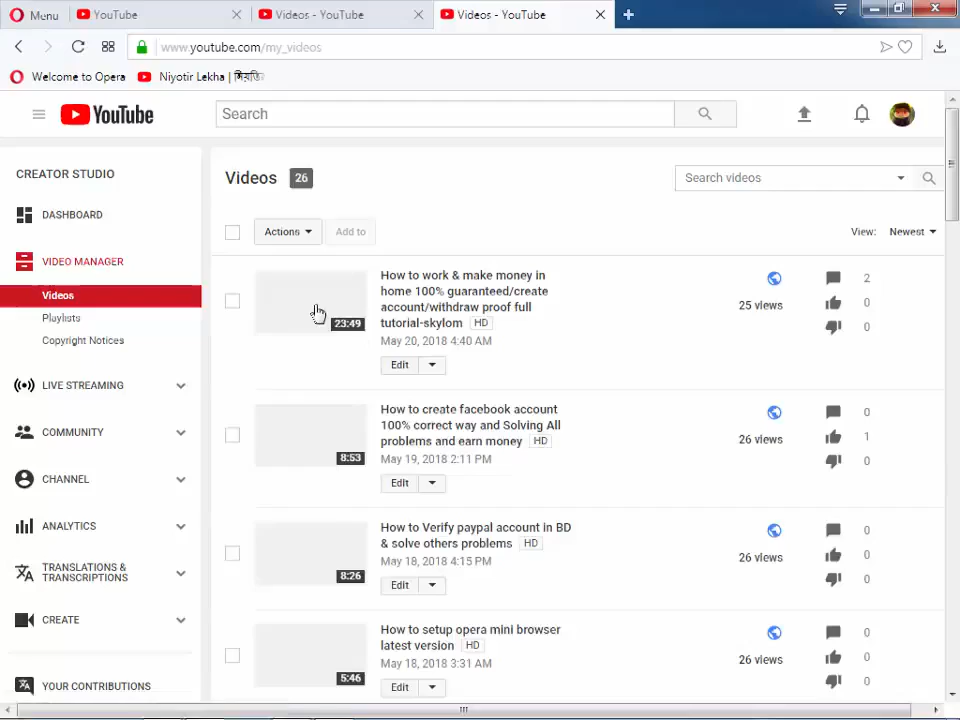 Menu
YouTube
Videos - YouTube
Videos - YouTube
www.youtube.com/my_videos
Welcome to Opera
Niyotir Lekha |
YouTube
Search
CREATOR STUDIO
DASHBOARD
VIDEO MANAGER
Videos
Playlists
Copyright Notices
LIVE STREAMING
COMMUNITY
CHANNEL
ANALYTICS
TRANSLATIONS &
TRANSCRIPTIONS
CREATE
YOUR CONTRIBUTIONS
Videos 26
Search videos
Actions
Add to
View: Newest
23:49
How to work & make money in
home 100% guaranteed/create
account/withdraw proof full
tutorial-skylom HD
May 20, 2018 4:40 AM
Edit
25 views
2
0
0
8:53
How to create facebook account
100% correct way and Solving All
problems and earn money HD
May 19, 2018 2:11 PM
Edit
26 views
0
1
0
8:26
How to Verify paypal account in BD
& solve others problems HD
May 18, 2018 4:15 PM
Edit
26 views
0
0
0
5:46
How to setup opera mini browser
latest version HD
May 18, 2018 3:31 AM
Edit
26 views
0
0
0